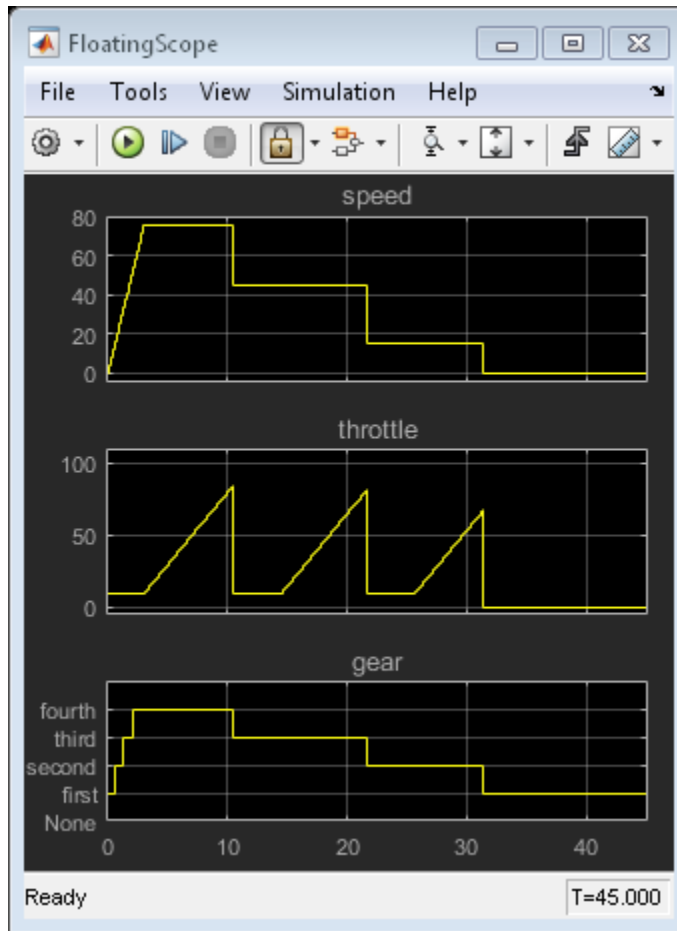 FloatingScope
File Tools View Simulation Help
speed
80
60
40
20
0
throttle
100
50
0
gear
fourth
third
second
first
None
0 10 20 30 40
Ready T=45.000